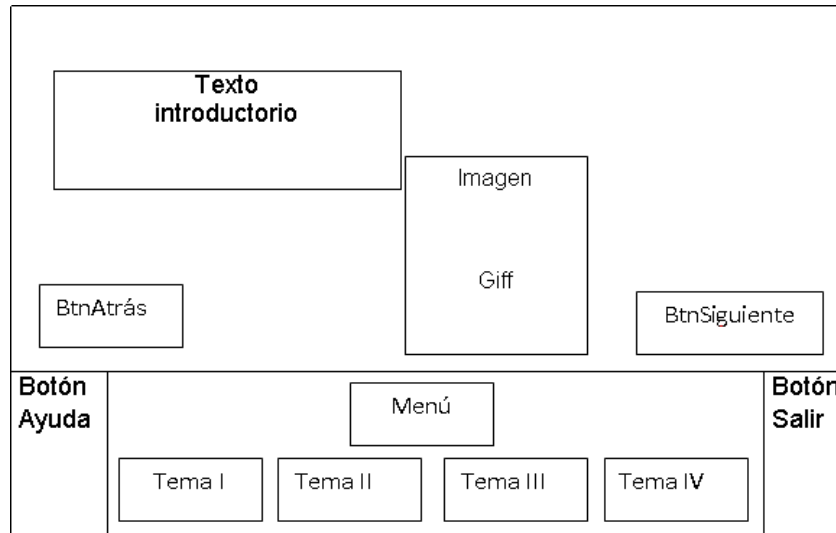 Texto
introductorio
Imagen
Giff
BtnAtrás
BtnSiguiente
Botón
Ayuda
Menú
Botón
Salir
Tema I
Tema II
Tema III
Tema IV